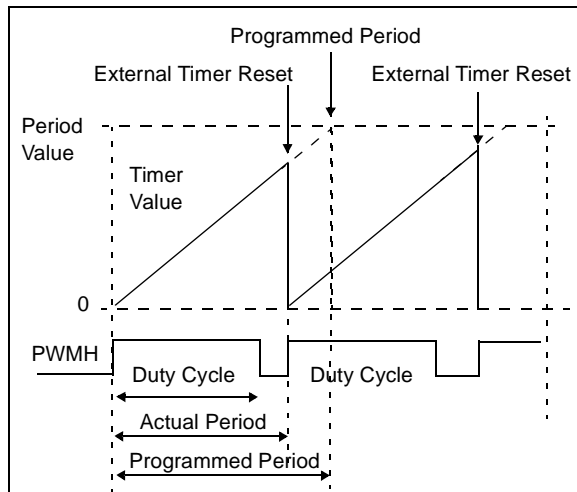 Programmed Period
External Timer Reset
External Timer Reset
Period
Value
Timer
Value
0
PWMH
Duty Cycle
Duty Cycle
Actual Period
Programmed Period